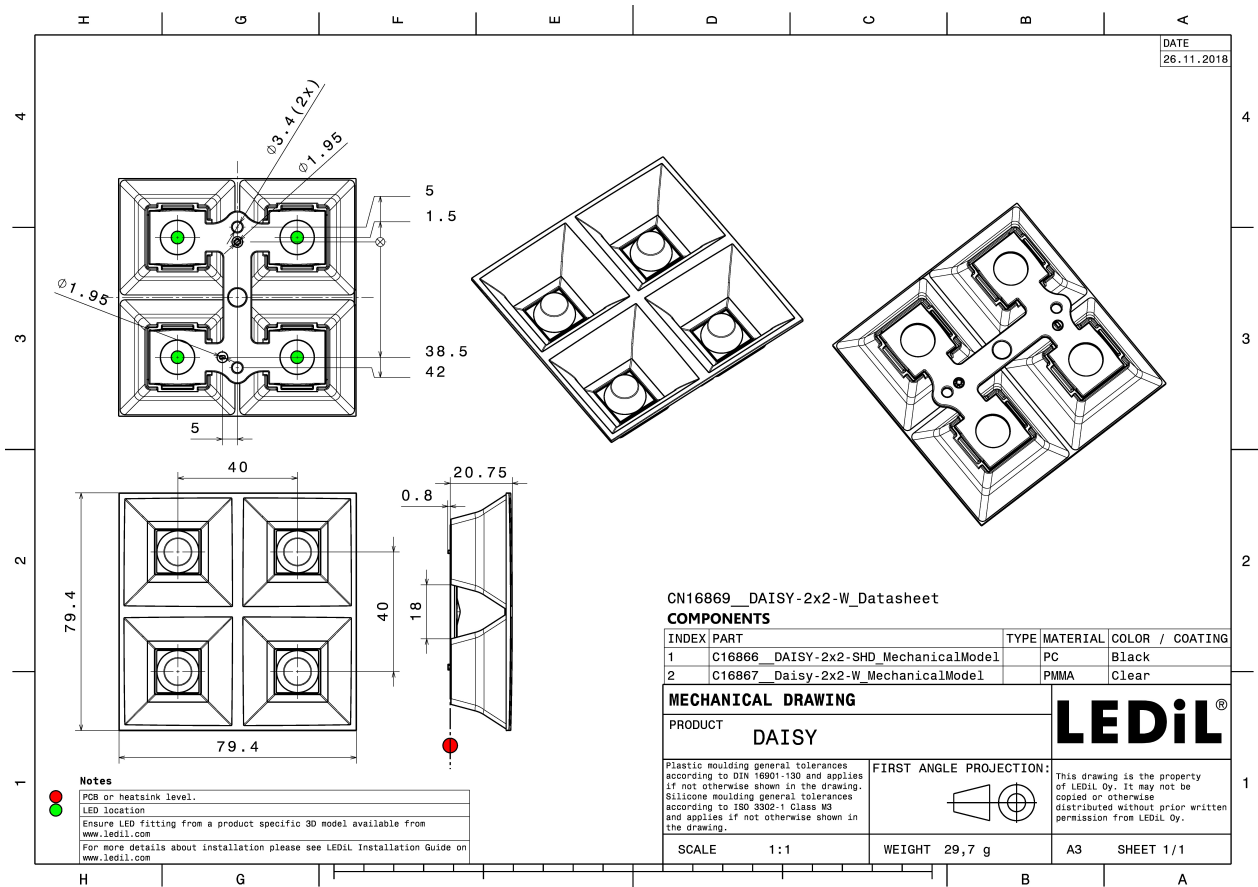 H G F E D C B A
DATE
26.11.2018
4
4
Ø3.4(2x)
Ø1.95
5
1.5
Ø1.95
3
3
38.5
42
5
40
20.75
0.8
2
2
79.4
40
18
79.4
CN16869__DAISY-2x2-W_Datasheet
COMPONENTS
INDEX PART TYPE MATERIAL COLOR / COATING
1 C16866__DAISY-2x2-SHD_MechanicalModel PC Black
2 C16867__Daisy-2x2-W_MechanicalModel PMMA Clear
MECHANICAL DRAWING
PRODUCT
DAISY
LEDiL®
Plastic moulding general tolerances
according to DIN 16901-130 and applies
if not otherwise shown in the drawing.
Silicone moulding general tolerances
according to ISO 3302-1 Class M3
and applies if not otherwise shown in
the drawing.
FIRST ANGLE PROJECTION:
This drawing is the property
of LEDiL Oy. It may not be
copied or otherwise
distributed without prior written
permission from LEDiL Oy.
1
1
Notes
PCB or heatsink level.
LED location
Ensure LED fitting from a product specific 3D model available from
www.ledil.com
For more details about installation please see LEDiL Installation Guide on
www.ledil.com
SCALE 1:1
WEIGHT 29,7 g
A3 SHEET 1/1
H G B A